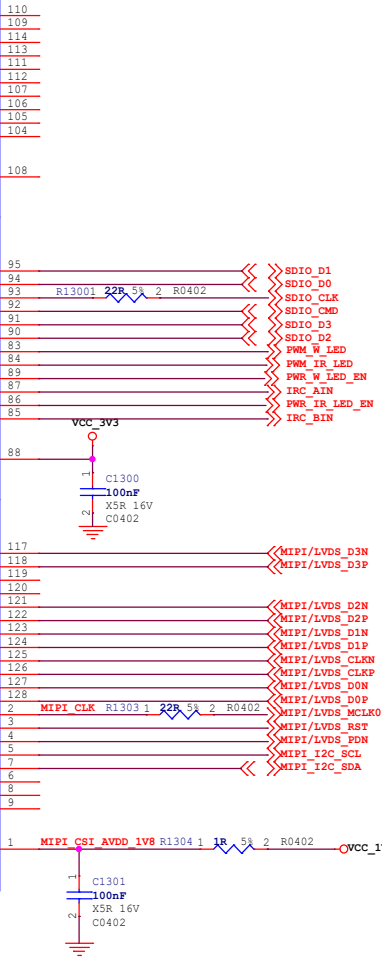 110
109
114
113
111
112
107
106
105
104
108
95 SDIO_D1
94 SDIO_D0
93 R1300 1 22R 5% 2 R0402 SDIO_CLK
92 SDIO_CMD
91 SDIO_D3
90 SDIO_D2
83 PWM_W_LED
84 PWM_IR_LED
89 PWR_W_LED_EN
87 IRC_AIN
86 PWR_IR_LED_EN
85 IRC_BIN
VCC_3V3
88
1 C1300
100nF
X5R 16V
2 C0402
117 MIPI/LVDS_D3N
118 MIPI/LVDS_D3P
119
120
121 MIPI/LVDS_D2N
122 MIPI/LVDS_D2P
123 MIPI/LVDS_D1N
124 MIPI/LVDS_D1P
125 MIPI/LVDS_CLKN
126 MIPI/LVDS_CLKP
127 MIPI/LVDS_D0N
128 MIPI/LVDS_D0P
2 MIPI_CLK R1303 1 22R 5% 2 R0402 MIPI/LVDS_MCLK0
3 MIPI/LVDS_RST
4 MIPI/LVDS_PDN
5 MIPI_I2C_SCL
7 MIPI_I2C_SDA
6
8
9
1 MIPI_CSI_AVDD_1V8 R1304 1 1R 5% 2 R0402
1 C1301
100nF
X5R 16V
2 C0402